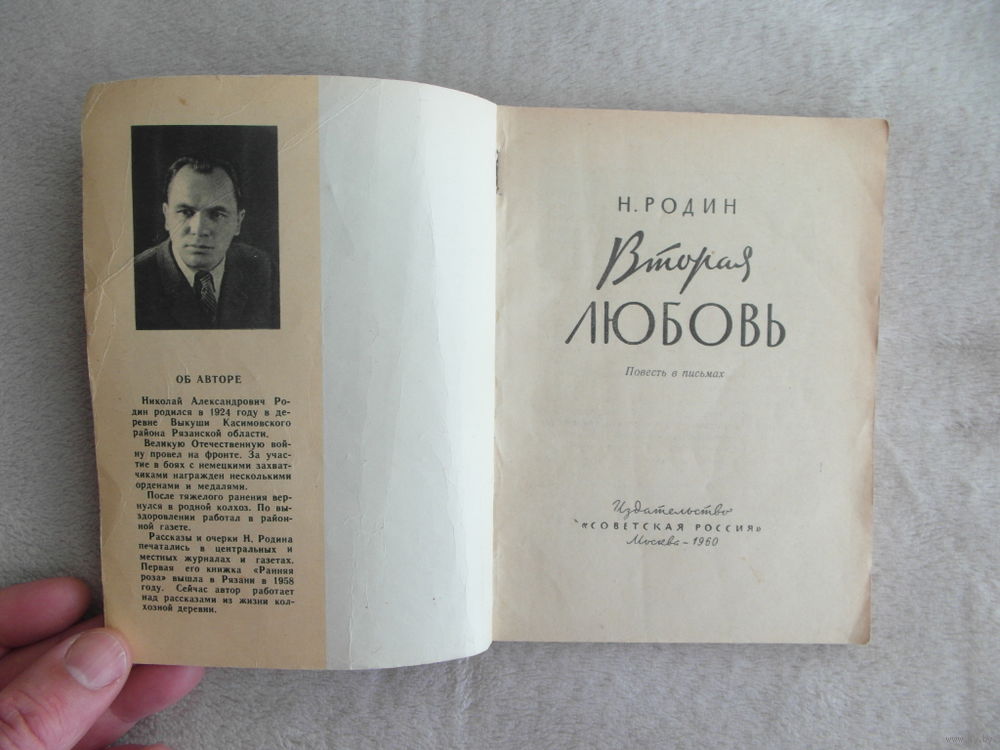 ОБ АВТОРЕ
Николай Александрович Ро-
дин родился в 1924 году в де-
ревне Выкуши Касимовского
района Рязанской области.
Великую Отечественную вой-
ну провел на фронте. За учас-
тие в боях с немецкими захват-
чиками награжден несколькими
орденами и медалями.
После тяжелого ранения вер-
нулся в родной колхоз. По вы-
здоровлении работал в район-
ной газете.
Рассказы и очерки Н. Родина
печатались в центральных и
местных журналах и газетах.
Первая его книжка «Ранняя
роза» вышла в Рязани в 1958
году. Сейчас автор работает
над рассказами из жизни кол-
хозной деревни.
Н. РОДИН
Вторая
ЛЮБОВЬ
Повесть в письмах
Издательство
«СОВЕТСКАЯ РОССИЯ»
Москва – 1960